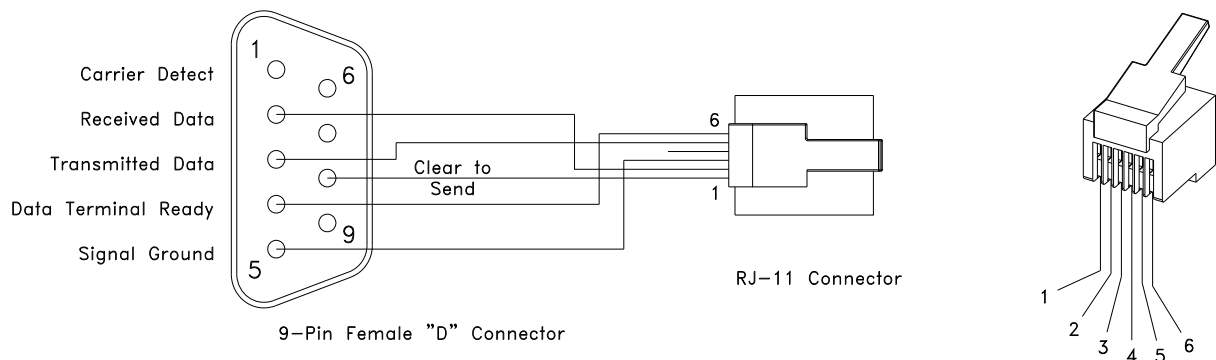 1
6
Carrier Detect
Received Data
Transmitted Data
Clear to
Send
Data Terminal Ready
9
Signal Ground
5
6
1
RJ-11 Connector
9-Pin Female "D" Connector
1
2
3
4
5
6